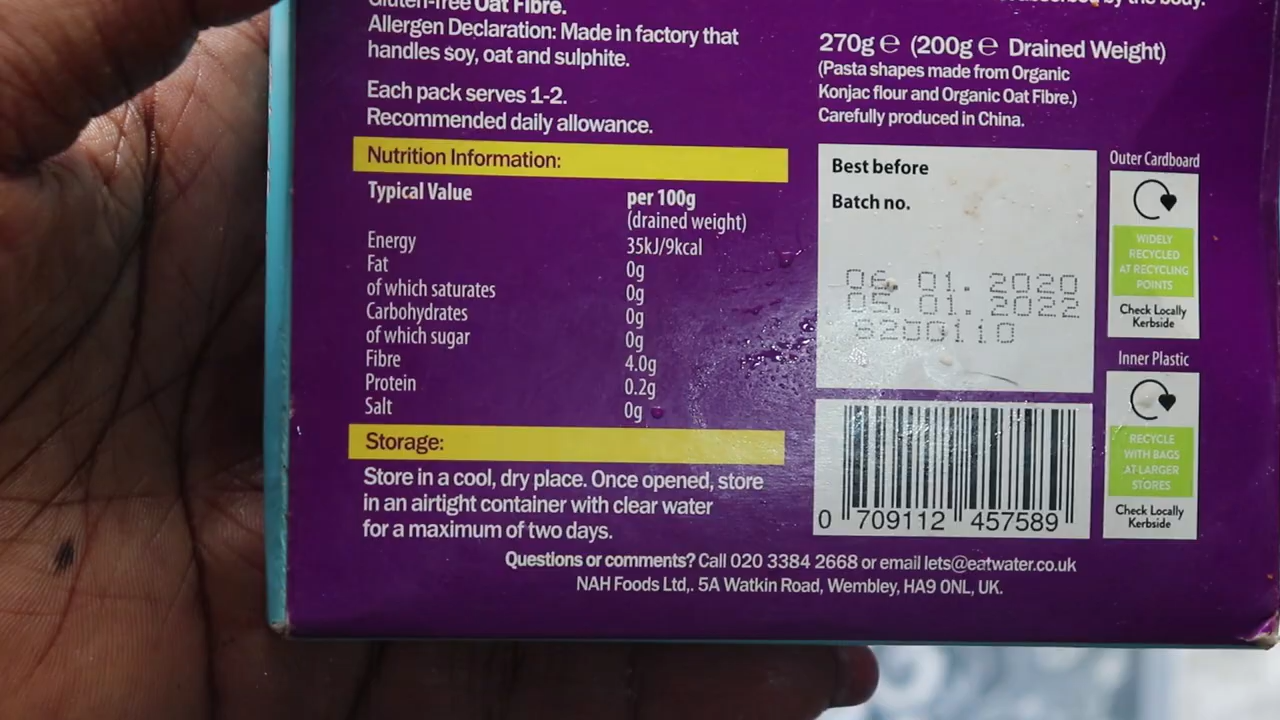 Gluten-free Oat Fibre.
Allergen Declaration: Made in factory that
handles soy, oat and sulphite.
Each pack serves 1-2.
Recommended daily allowance.
Nutrition Information:
Typical Value per 100g
(drained weight)
Energy 35kJ/9kcal
Fat 0g
of which saturates 0g
Carbohydrates 0g
of which sugar 0g
Fibre 4.0g
Protein 0.2g
Salt 0g
Storage:
Store in a cool, dry place. Once opened, store
in an airtight container with clear water
for a maximum of two days.
by the body.
270g e (200g e Drained Weight)
(Pasta shapes made from Organic
Konjac flour and Organic Oat Fibre.)
Carefully produced in China.
Best before
Batch no.
06. 01. 2020
05. 01. 2022
S200110
0 709112 457589
Outer Cardboard
WIDELY
RECYCLED
AT RECYCLING
POINTS
Check Locally
Kerbside
Inner Plastic
RECYCLE
WITH BAGS
AT LARGER
STORES
Check Locally
Kerbside
Questions or comments? Call 020 3384 2668 or email lets@eatwater.co.uk
NAH Foods Ltd,. 5A Watkin Road, Wembley, HA9 0NL, UK.